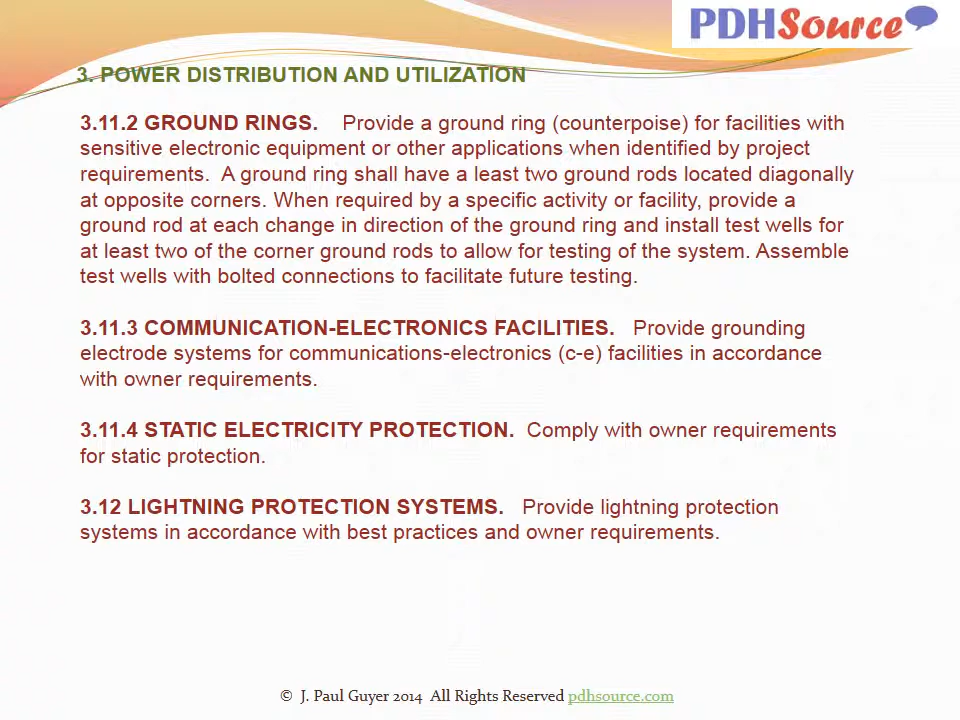 PDHSource
3. POWER DISTRIBUTION AND UTILIZATION
3.11.2 GROUND RINGS. Provide a ground ring (counterpoise) for facilities with
sensitive electronic equipment or other applications when identified by project
requirements. A ground ring shall have a least two ground rods located diagonally
at opposite corners. When required by a specific activity or facility, provide a
ground rod at each change in direction of the ground ring and install test wells for
at least two of the corner ground rods to allow for testing of the system. Assemble
test wells with bolted connections to facilitate future testing.
3.11.3 COMMUNICATION-ELECTRONICS FACILITIES. Provide grounding
electrode systems for communications-electronics (c-e) facilities in accordance
with owner requirements.
3.11.4 STATIC ELECTRICITY PROTECTION. Comply with owner requirements
for static protection.
3.12 LIGHTNING PROTECTION SYSTEMS. Provide lightning protection
systems in accordance with best practices and owner requirements.
© J. Paul Guyer 2014 All Rights Reserved pdhsource.com